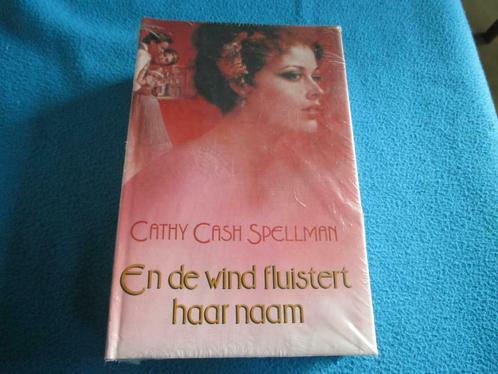 CATHY CASH SPELLMAN
En de wind fluistert
haar naam